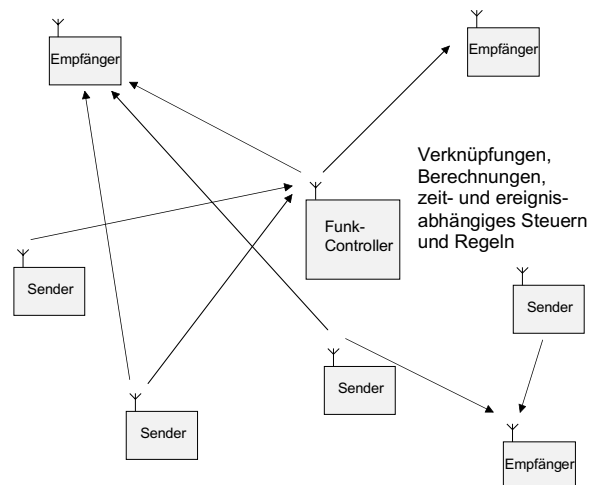 Empfänger
Empfänger
Verknüpfungen,
Berechnungen,
zeit- und ereignis-
abhängiges Steuern
und Regeln
Funk-
Controller
Sender
Sender
Sender
Sender
Empfänger